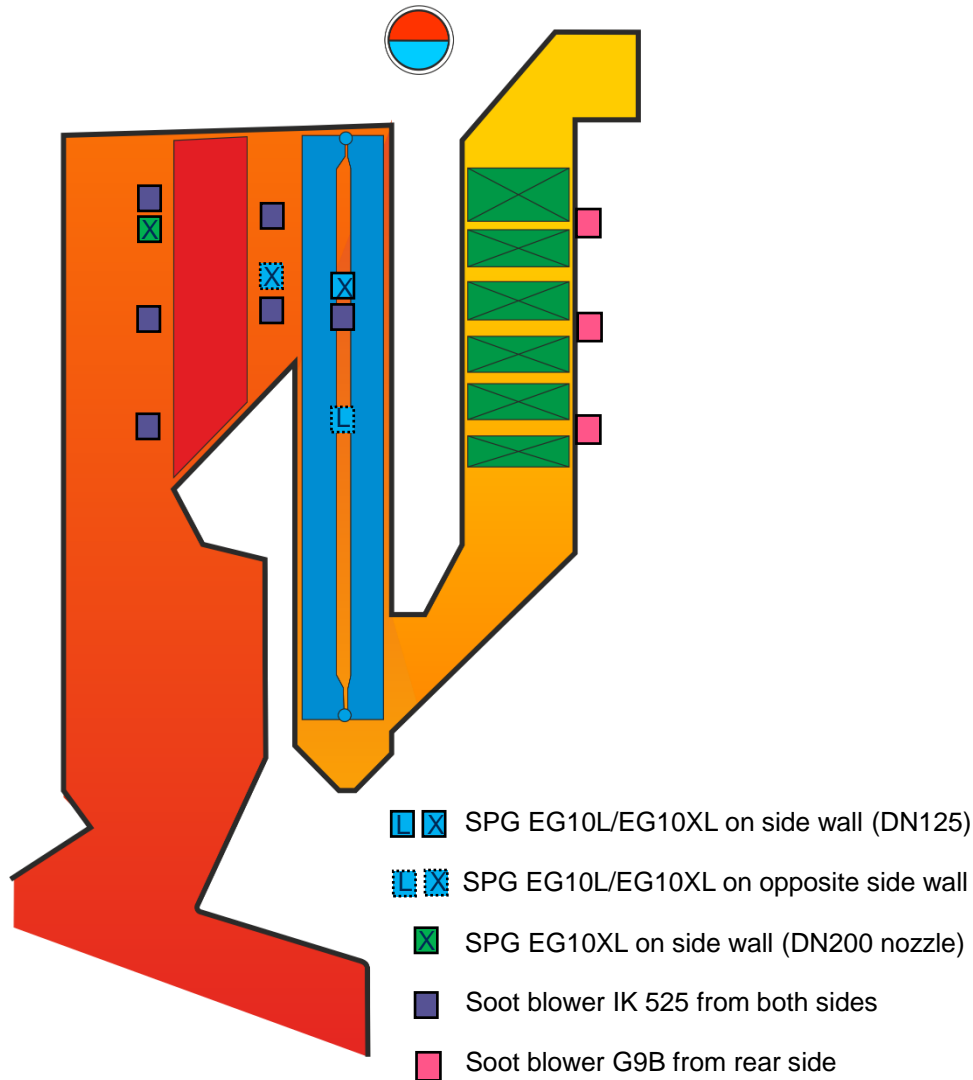 X
X
X
L
L X SPG EG10L/EG10XL on side wall (DN125)
L X SPG EG10L/EG10XL on opposite side wall
X SPG EG10XL on side wall (DN200 nozzle)
Soot blower IK 525 from both sides
Soot blower G9B from rear side